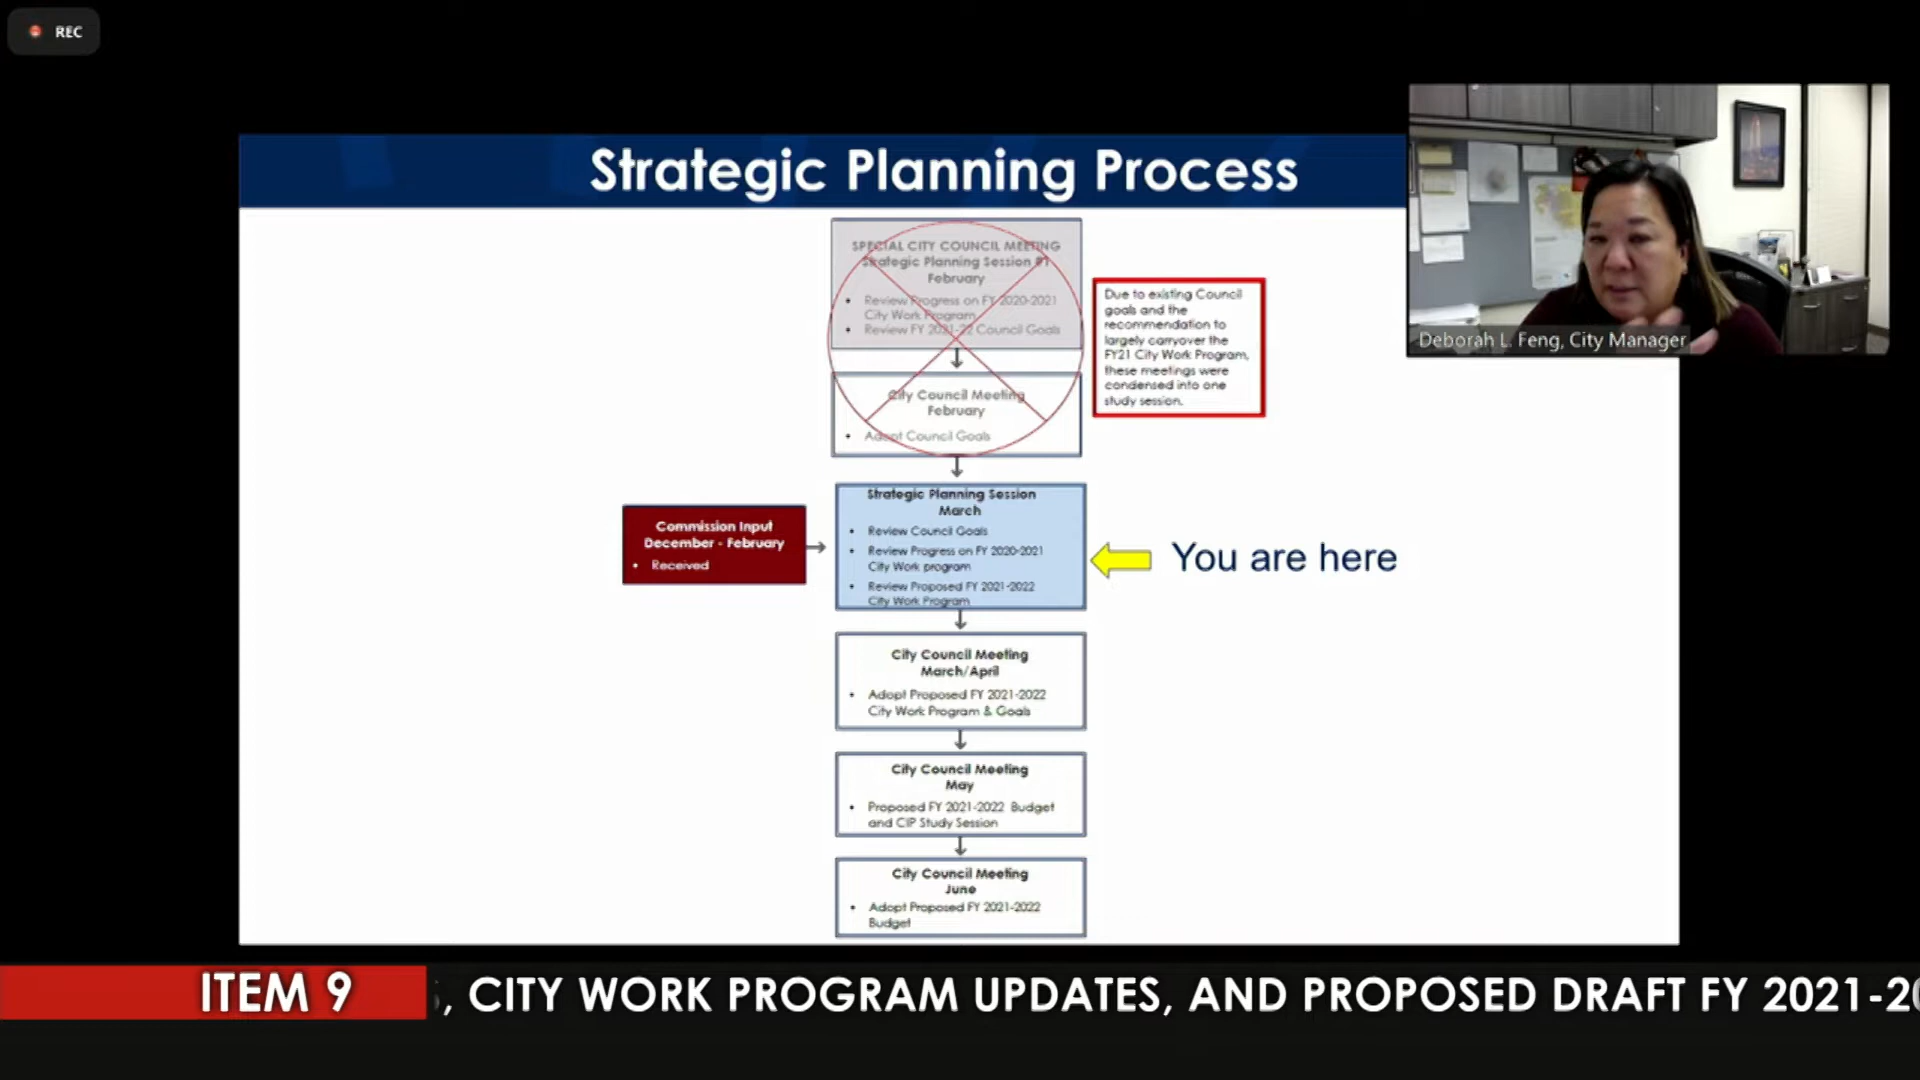 REC
Strategic Planning Process
SPECIAL CITY COUNCIL MEETING
Strategic Planning Session #1
February
• Review Progress on FY 2020-2021
City Work Program
• Review FY 2021-22 Council Goals
City Council Meeting
February
• Adopt Council Goals
Due to existing Council
goals and the
recommendation to
largely carryover the
FY21 City Work Program,
these meetings were
condensed into one
study session.
Deborah L. Feng, City Manager
Commission Input
December - February
• Received
Strategic Planning Session
March
• Review Council Goals
• Review Progress on FY 2020-2021
City Work program
• Review Proposed FY 2021-2022
City Work Program
You are here
City Council Meeting
March/April
• Adopt Proposed FY 2021-2022
City Work Program & Goals
City Council Meeting
May
• Proposed FY 2021-2022 Budget
and CIP Study Session
City Council Meeting
June
• Adopt Proposed FY 2021-2022
Budget
ITEM 9
, CITY WORK PROGRAM UPDATES, AND PROPOSED DRAFT FY 2021-20